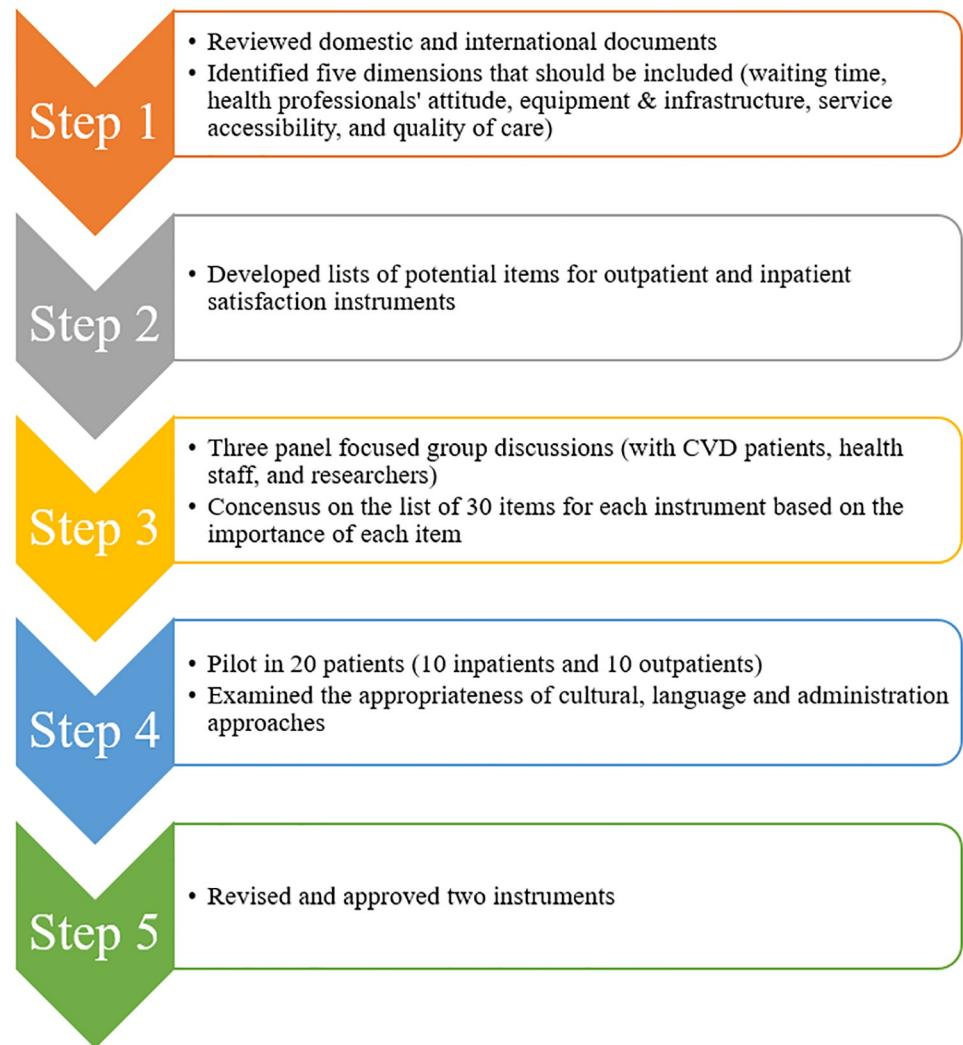 Step 1
• Reviewed domestic and international documents
• Identified five dimensions that should be included (waiting time,
health professionals' attitude, equipment & infrastructure, service
accessibility, and quality of care)
Step 2
• Developed lists of potential items for outpatient and inpatient
satisfaction instruments
Step 3
• Three panel focused group discussions (with CVD patients, health
staff, and researchers)
• Concensus on the list of 30 items for each instrument based on the
importance of each item
Step 4
• Pilot in 20 patients (10 inpatients and 10 outpatients)
• Examined the appropriateness of cultural, language and administration
approaches
Step 5
• Revised and approved two instruments